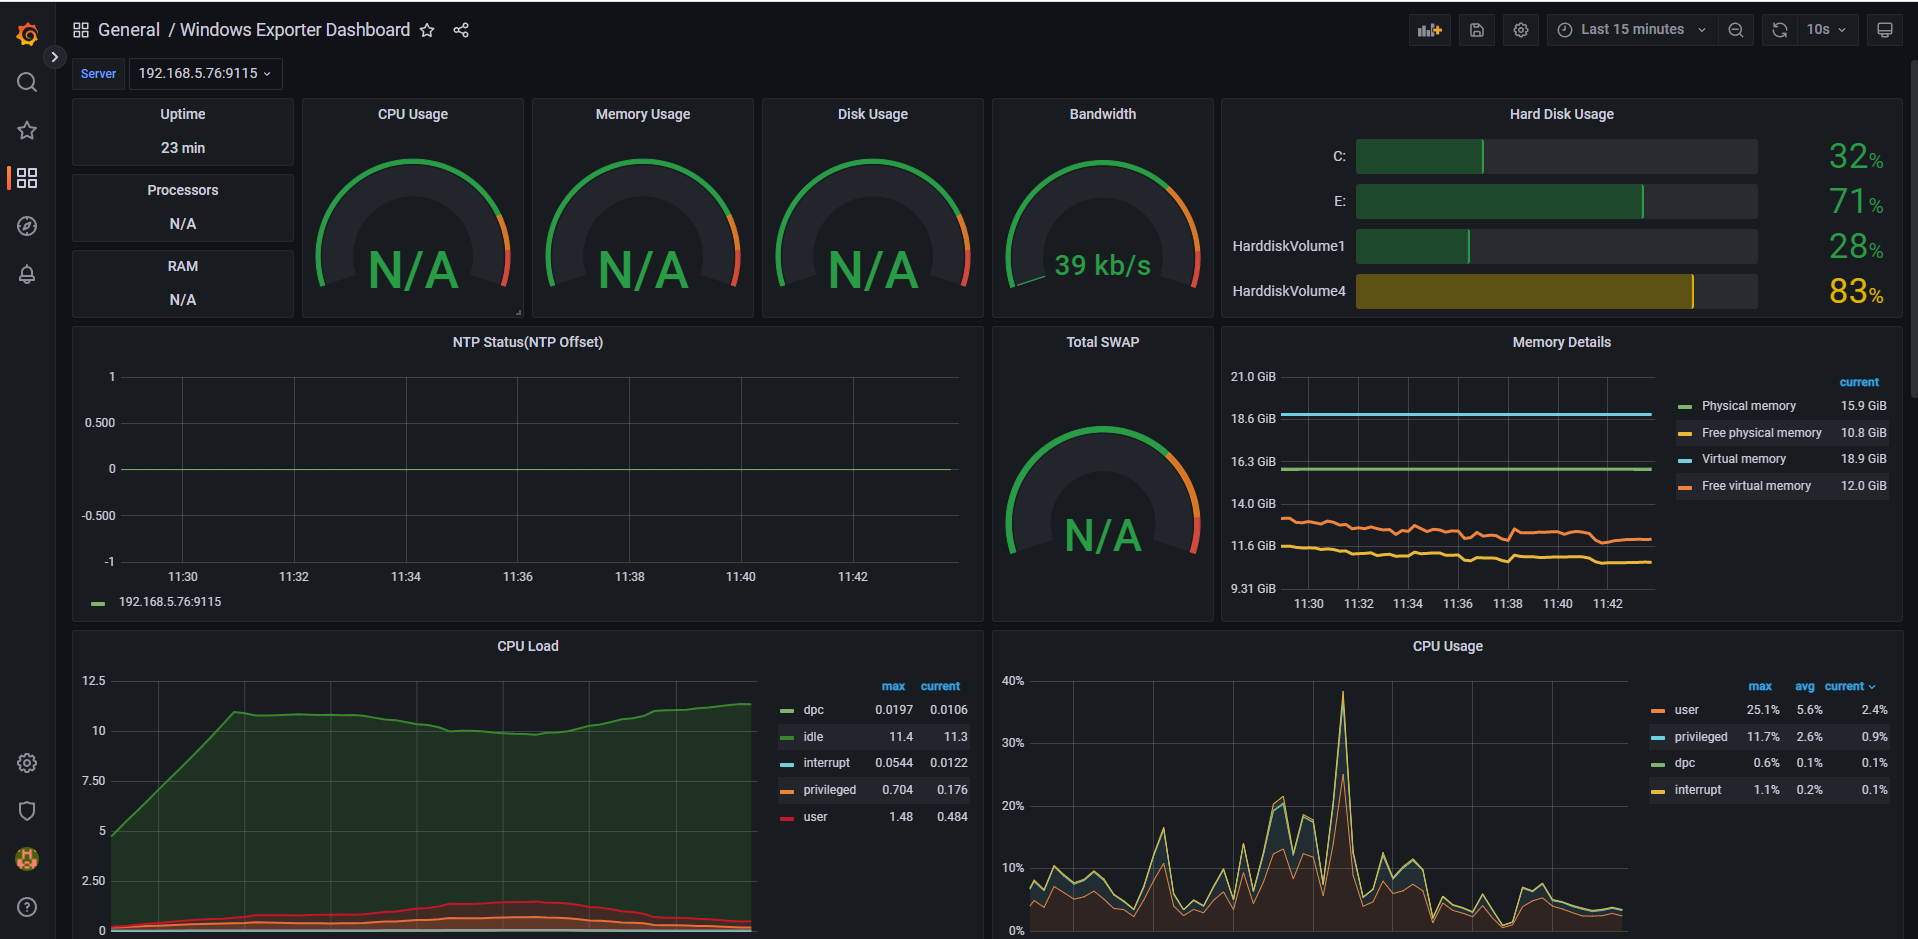 General / Windows Exporter Dashboard
Last 15 minutes
10s
Server
192.168.5.76:9115
Uptime
23 min
Processors
N/A
RAM
N/A
CPU Usage
N/A
Memory Usage
N/A
Disk Usage
N/A
Bandwidth
39 kb/s
Hard Disk Usage
C: 32%
E: 71%
HarddiskVolume1 28%
HarddiskVolume4 83%
NTP Status(NTP Offset)
1
0.500
0
-0.500
-1
11:30 11:32 11:34 11:36 11:38 11:40 11:42
192.168.5.76:9115
Total SWAP
N/A
Memory Details
21.0 GiB
18.6 GiB
16.3 GiB
14.0 GiB
11.6 GiB
9.31 GiB
11:30 11:32 11:34 11:36 11:38 11:40 11:42
current
Physical memory 15.9 GiB
Free physical memory 10.8 GiB
Virtual memory 18.9 GiB
Free virtual memory 12.0 GiB
CPU Load
12.5
10
7.50
5
2.50
0
max current
dpc 0.0197 0.0106
idle 11.4 11.3
interrupt 0.0544 0.0122
privileged 0.704 0.176
user 1.48 0.484
CPU Usage
40%
30%
20%
10%
0%
max avg current
user 25.1% 5.6% 2.4%
privileged 11.7% 2.6% 0.9%
dpc 0.6% 0.1% 0.1%
interrupt 1.1% 0.2% 0.1%